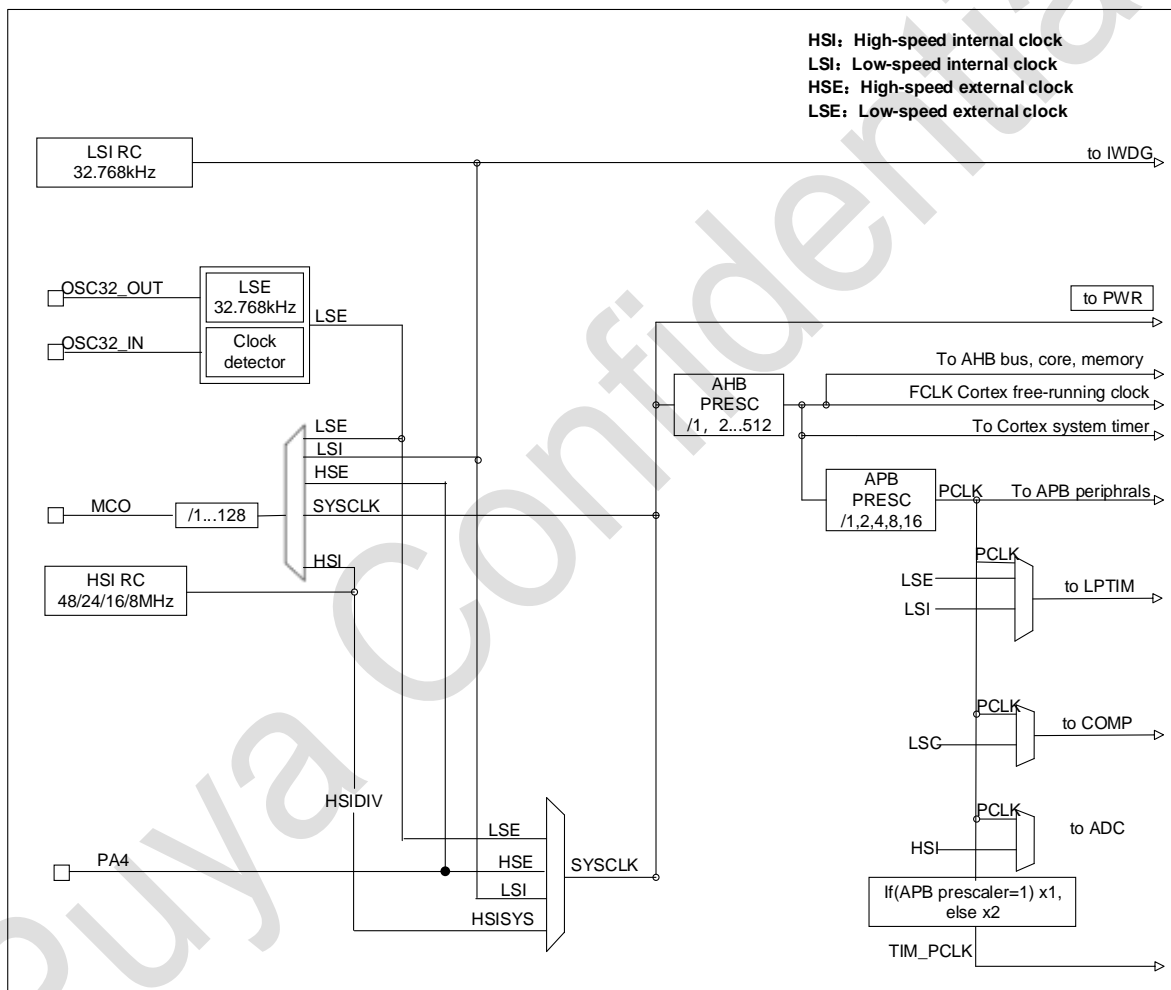 HSI：High-speed internal clock
LSI：Low-speed internal clock
HSE：High-speed external clock
LSE：Low-speed external clock
LSI RC
32.768kHz
to IWDG
OSC32_OUT
LSE
32.768kHz
LSE
OSC32_IN
Clock
detector
to PWR
To AHB bus, core, memory
AHB
PRESC
/1，2...512
FCLK Cortex free-running clock
To Cortex system timer
LSE
LSI
HSE
MCO
/1...128
SYSCLK
HSI
APB
PRESC
/1,2,4,8,16
PCLK
To APB periphrals
HSI RC
48/24/16/8MHz
PCLK
LSE
LSI
to LPTIM
PCLK
LSC
to COMP
HSIDIV
PCLK
HSI
to ADC
LSE
PA4
HSE
SYSCLK
LSI
HSISYS
If(APB prescaler=1) x1,
else x2
TIM_PCLK
Puya Confidential